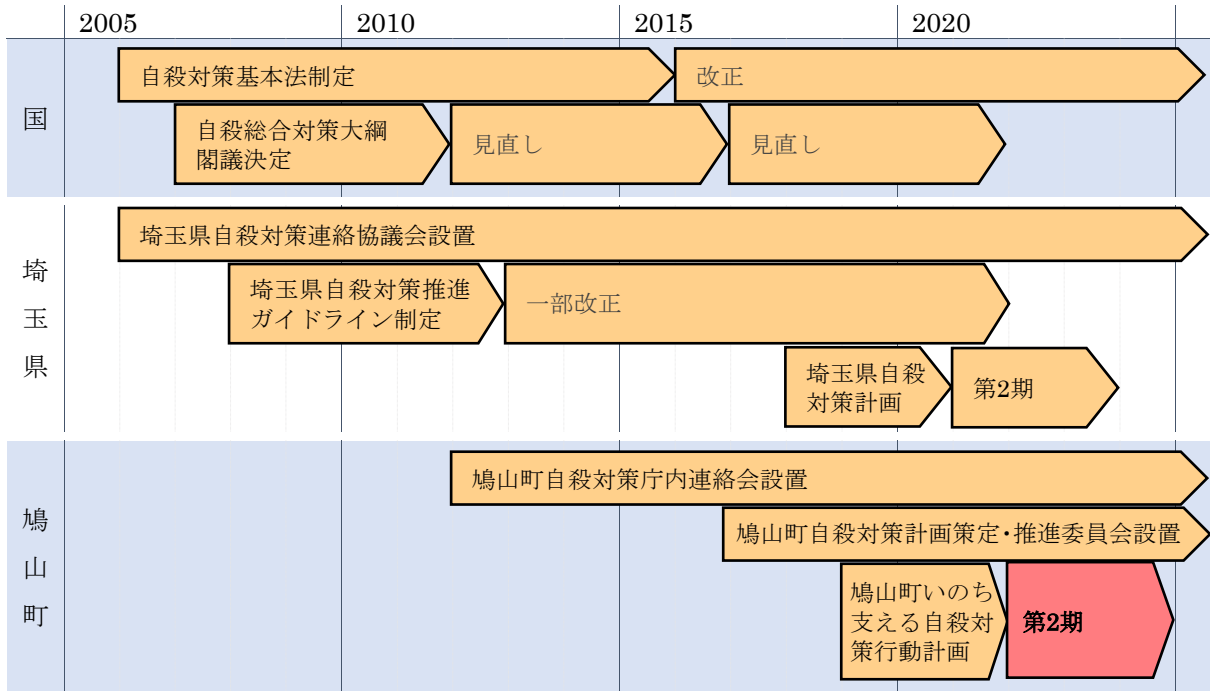 2005
2010
2015
2020
国
自殺対策基本法制定
改正
自殺総合対策大綱
閣議決定
見直し
見直し
埼玉県
埼玉県自殺対策連絡協議会設置
埼玉県自殺対策推進
ガイドライン制定
一部改正
埼玉県自殺
対策計画
第2期
鳩山町
鳩山町自殺対策庁内連絡会設置
鳩山町自殺対策計画策定・推進委員会設置
鳩山町いのち
支える自殺対
策行動計画
第2期